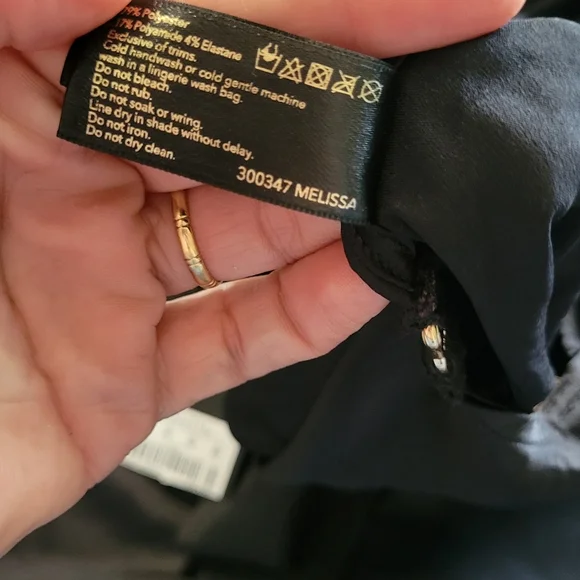 Polyester
17% Polyamide 4% Elastane
Exclusive of trims.
Cold handwash or cold gentle machine
wash in a lingerie wash bag.
Do not bleach.
Do not rub.
Do not soak or wring.
Line dry in shade without delay.
Do not iron.
Do not dry clean.
300347 MELISSA